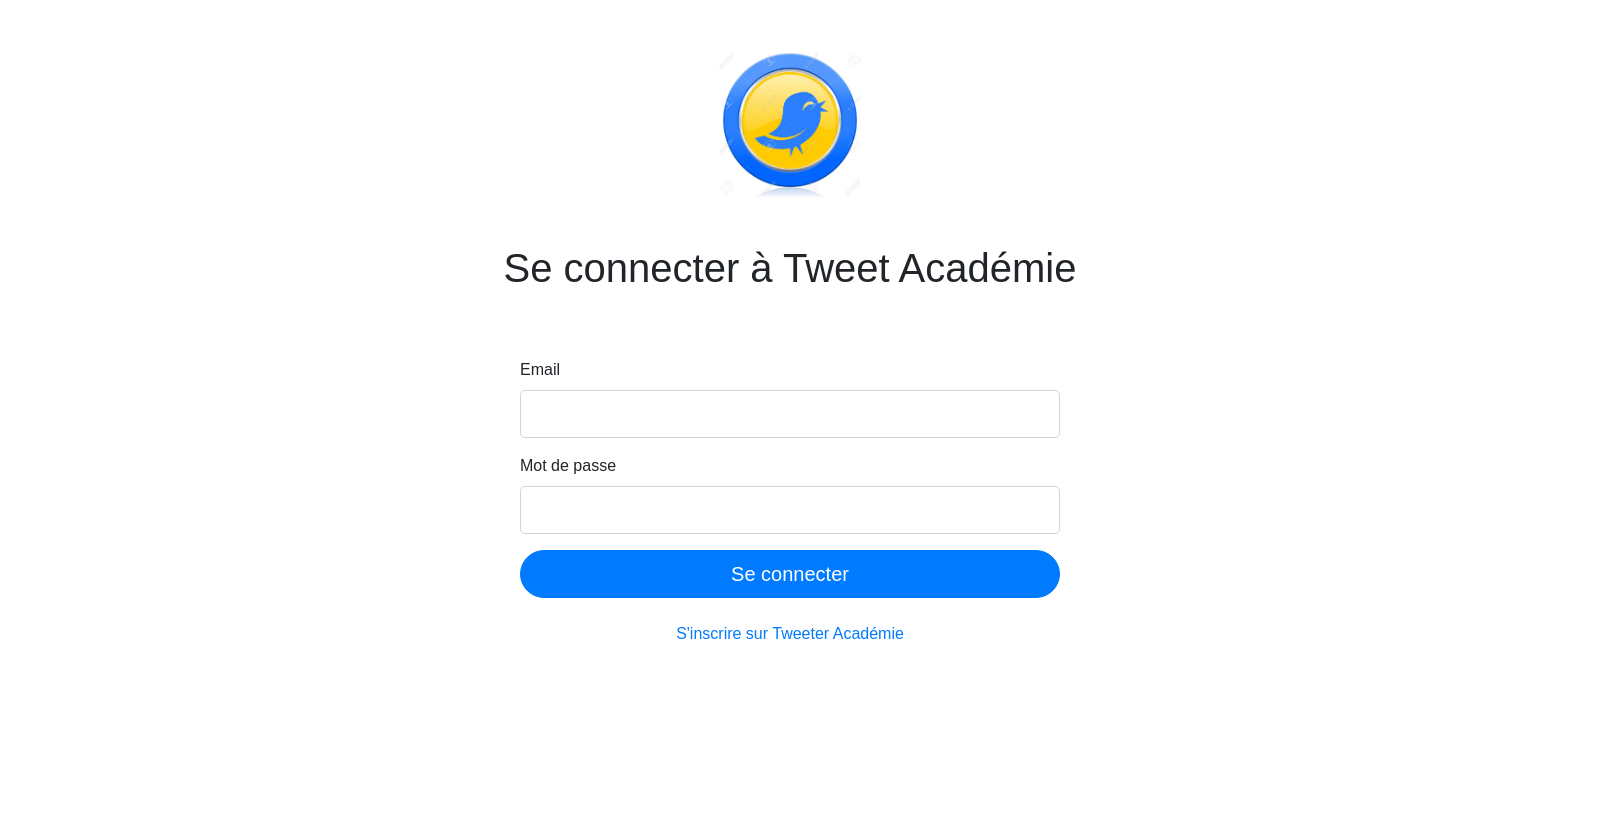 Se connecter à Tweet Académie
Email
Mot de passe
Se connecter
S'inscrire sur Tweeter Académie